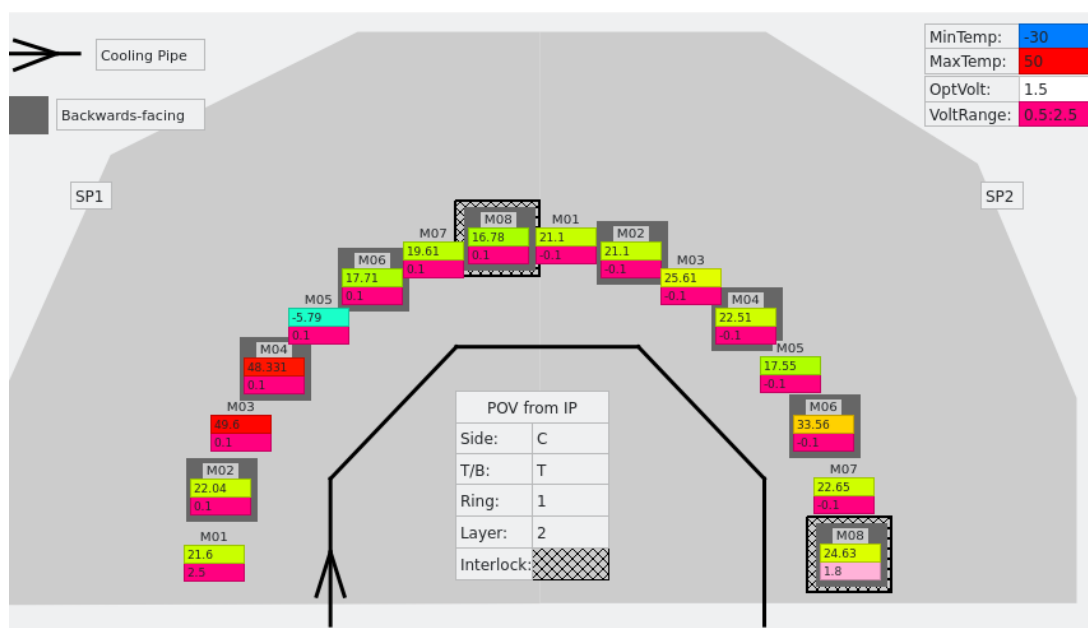 Cooling Pipe
Backwards-facing
MinTemp: -30
MaxTemp: 50
OptVolt: 1.5
VoltRange: 0.5:2.5
SP1
SP2
M01
21.6
2.5
M02
22.04
0.1
M03
49.6
0.1
M04
48.331
0.1
M05
-5.79
0.1
M06
17.71
0.1
M07
19.61
0.1
M08
16.78
0.1
M01
21.1
-0.1
M02
21.1
-0.1
M03
25.61
-0.1
M04
22.51
-0.1
M05
17.55
-0.1
M06
33.56
-0.1
M07
22.65
-0.1
M08
24.63
1.8
POV from IP
Side: C
T/B: T
Ring: 1
Layer: 2
Interlock: